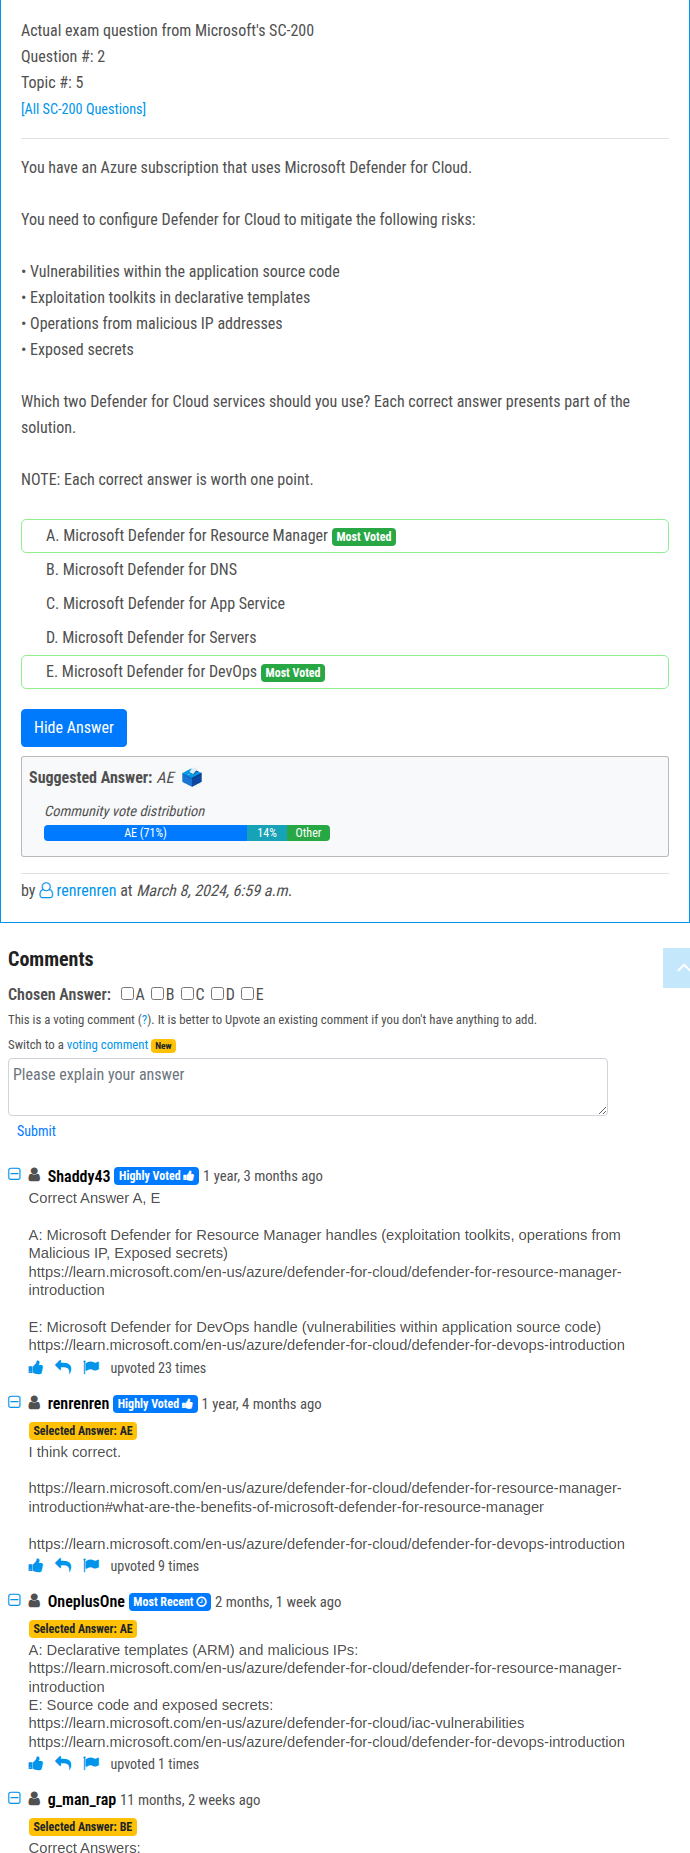 Actual exam question from Microsoft's SC-200
Question #: 2
Topic #: 5
[All SC-200 Questions]
You have an Azure subscription that uses Microsoft Defender for Cloud.
You need to configure Defender for Cloud to mitigate the following risks:
• Vulnerabilities within the application source code
• Exploitation toolkits in declarative templates
• Operations from malicious IP addresses
• Exposed secrets
Which two Defender for Cloud services should you use? Each correct answer presents part of the
solution.
NOTE: Each correct answer is worth one point.
A. Microsoft Defender for Resource Manager Most Voted
B. Microsoft Defender for DNS
C. Microsoft Defender for App Service
D. Microsoft Defender for Servers
E. Microsoft Defender for DevOps Most Voted
Hide Answer
Suggested Answer: AE
Community vote distribution
AE (71%) 14% Other
by renrenren at March 8, 2024, 6:59 a.m.
Comments
Chosen Answer: A B C D E
This is a voting comment (?). It is better to Upvote an existing comment if you don't have anything to add.
Switch to a voting comment New
Please explain your answer
Submit
Shaddy43 Highly Voted 1 year, 3 months ago
Correct Answer A, E
A: Microsoft Defender for Resource Manager handles (exploitation toolkits, operations from
Malicious IP, Exposed secrets)
https://learn.microsoft.com/en-us/azure/defender-for-cloud/defender-for-resource-manager-
introduction
E: Microsoft Defender for DevOps handle (vulnerabilities within application source code)
https://learn.microsoft.com/en-us/azure/defender-for-cloud/defender-for-devops-introduction
upvoted 23 times
renrenren Highly Voted 1 year, 4 months ago
Selected Answer: AE
I think correct.
https://learn.microsoft.com/en-us/azure/defender-for-cloud/defender-for-resource-manager-
introduction#what-are-the-benefits-of-microsoft-defender-for-resource-manager
https://learn.microsoft.com/en-us/azure/defender-for-cloud/defender-for-devops-introduction
upvoted 9 times
OneplusOne Most Recent 2 months, 1 week ago
Selected Answer: AE
A: Declarative templates (ARM) and malicious IPs:
https://learn.microsoft.com/en-us/azure/defender-for-cloud/defender-for-resource-manager-
introduction
E: Source code and exposed secrets:
https://learn.microsoft.com/en-us/azure/defender-for-cloud/iac-vulnerabilities
https://learn.microsoft.com/en-us/azure/defender-for-cloud/defender-for-devops-introduction
upvoted 1 times
g_man_rap 11 months, 2 weeks ago
Selected Answer: BE
Correct Answers: